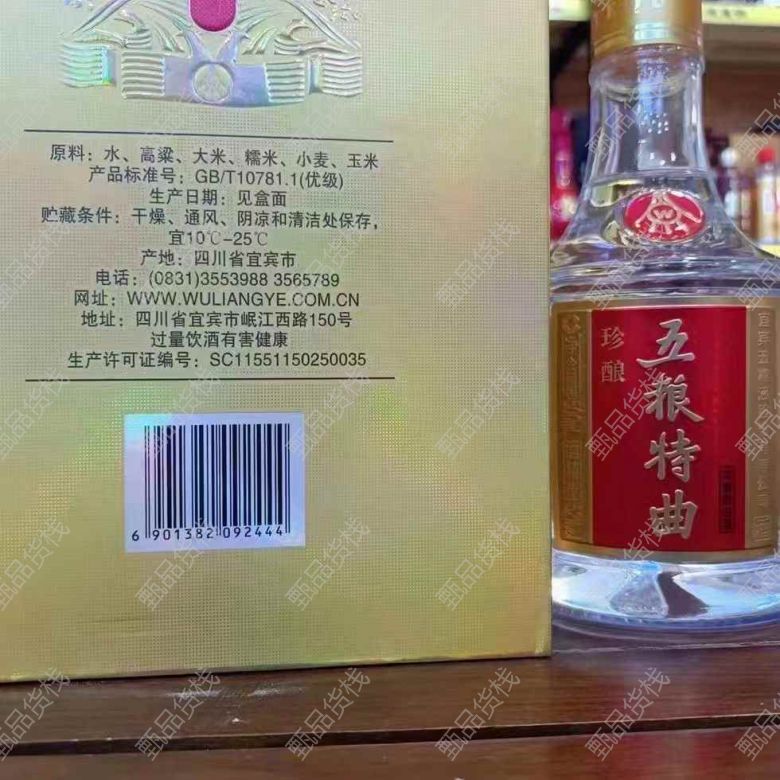 原料：水、高粱、大米、糯米、小麦、玉米
产品标准号：GB/T10781.1(优级)
生产日期：见盒面
贮藏条件：干燥、通风、阴凉和清洁处保存，
宜10℃-25℃
产地：四川省宜宾市
电话：(0831)3553988 3565789
网址：WWW.WULIANGYE.COM.CN
地址：四川省宜宾市岷江西路150号
过量饮酒有害健康
生产许可证编号：SC11551150250035
6 901382 092444
珍酿
五粮特曲
甄品货栈